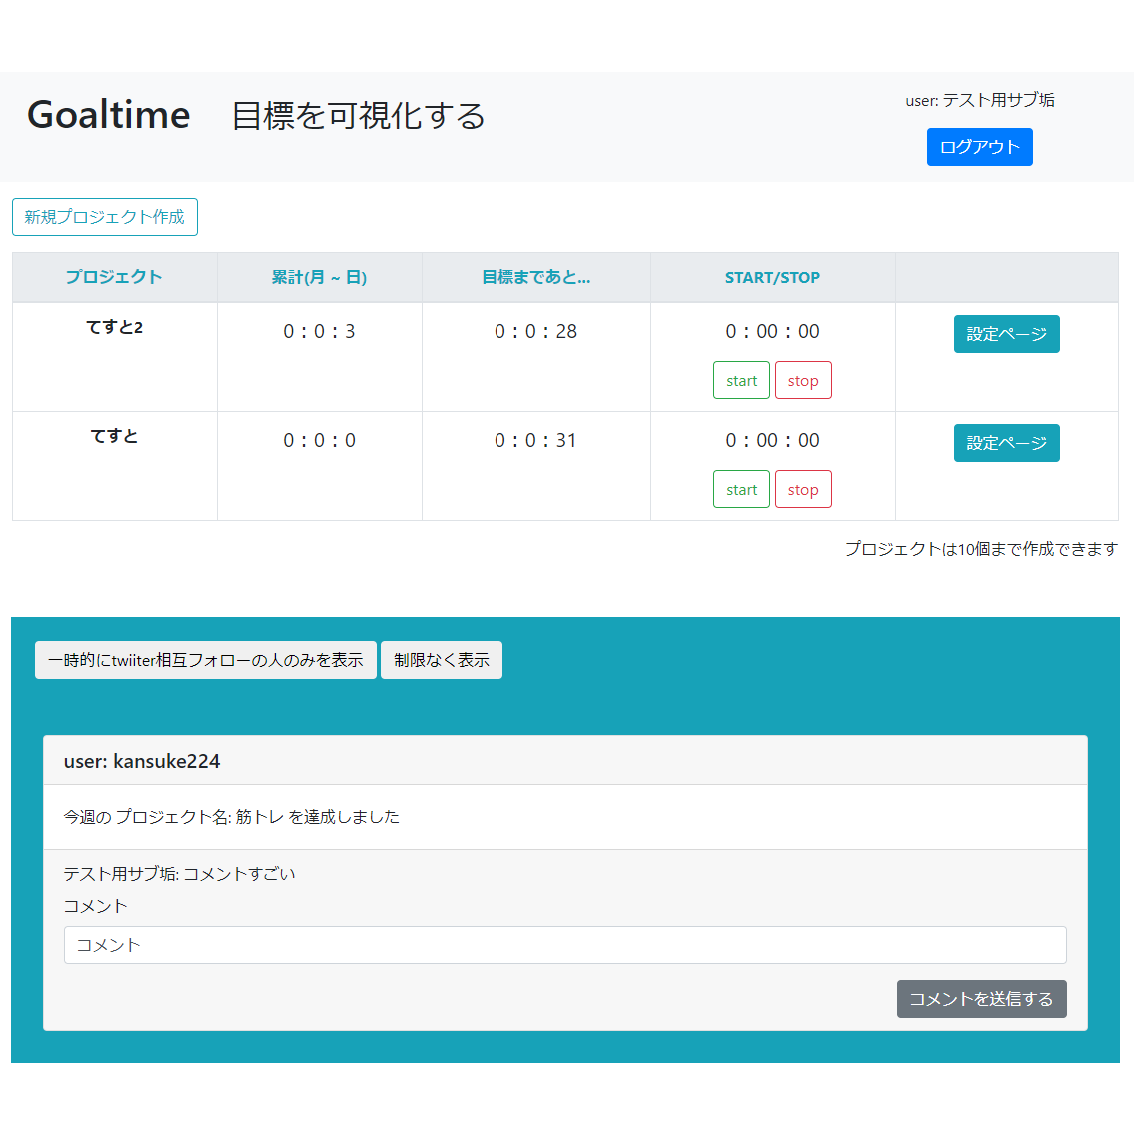 Goaltime 目標を可視化する
user: テスト用サブ垢
ログアウト
新規プロジェクト作成
プロジェクト 累計(月 ~ 日) 目標まであと... START/STOP
てすと2 0 : 0 : 3 0 : 0 : 28 0 : 00 : 00 設定ページ
start stop
てすと 0 : 0 : 0 0 : 0 : 31 0 : 00 : 00 設定ページ
start stop
プロジェクトは10個まで作成できます
一時的にtwiiter相互フォローの人のみを表示 制限なく表示
user: kansuke224
今週の プロジェクト名: 筋トレ を達成しました
テスト用サブ垢: コメントすごい
コメント
コメント
コメントを送信する